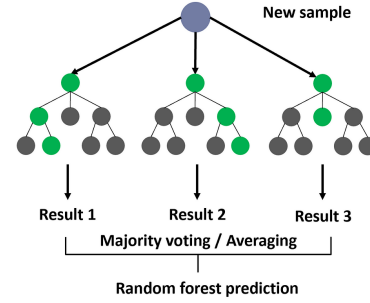 New sample
Result 1
Result 2
Result 3
Majority voting / Averaging
Random forest prediction